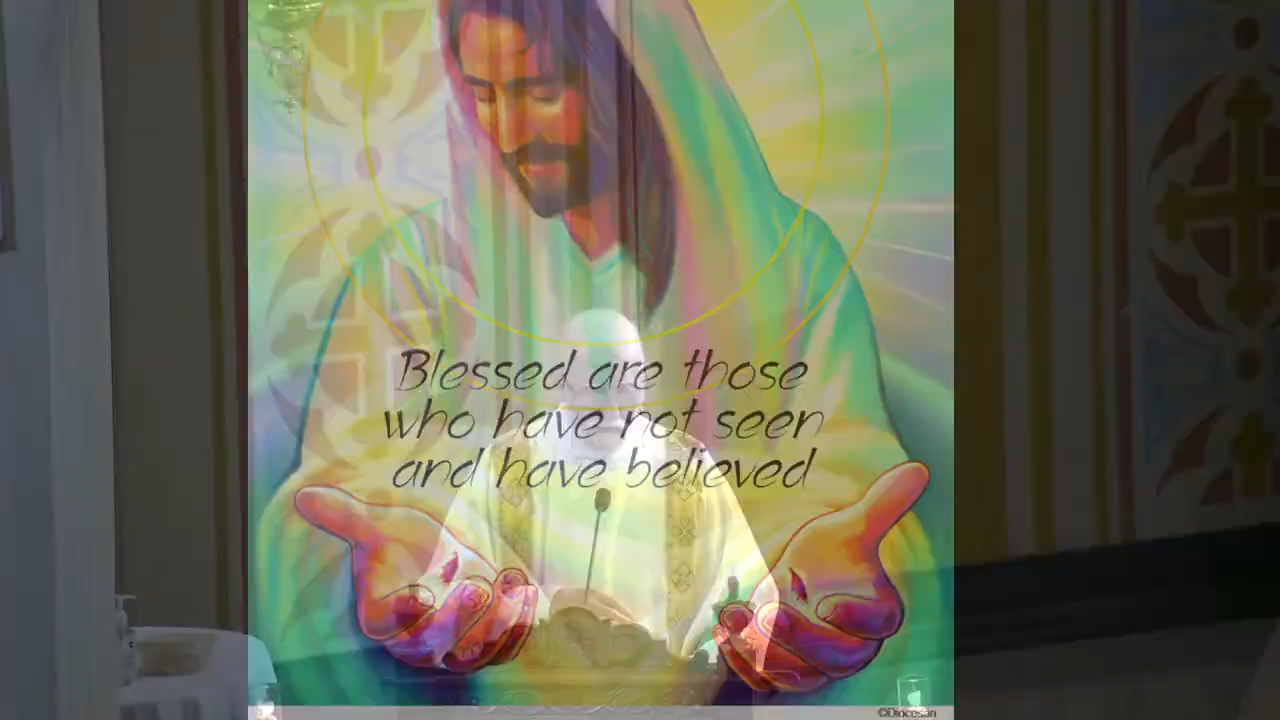 Blessed are those
who have not seen
and have believed
©Diocesan